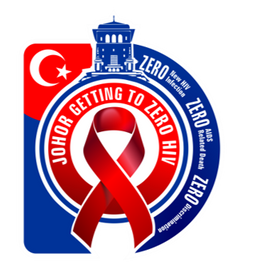 JOHOR GETTING TO ZERO HIV
ZERO New HIV
Infection
ZERO AIDS
Related Death
ZERO Discrimination